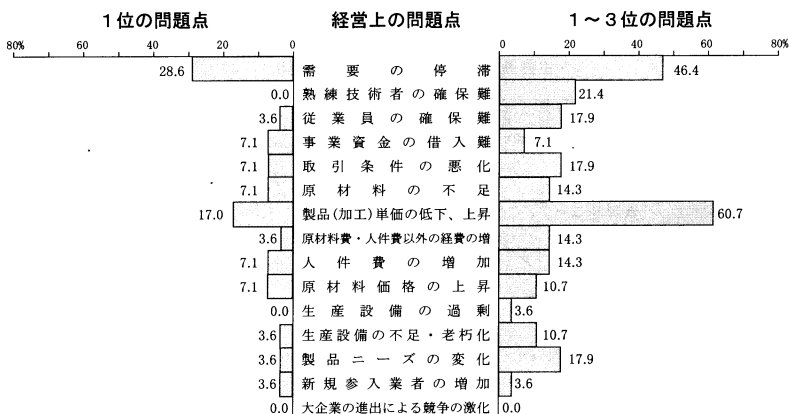 1位の問題点 経営上の問題点 1～3位の問題点
80% 60 40 20 0 0 20 40 60 80%
28.6 需要の停滞 46.4
0.0 熟練技術者の確保難 21.4
3.6 従業員の確保難 17.9
7.1 事業資金の借入難 7.1
7.1 取引条件の悪化 17.9
7.1 原材料の不足 14.3
17.0 製品(加工)単価の低下、上昇 60.7
3.6 原材料費・人件費以外の経費の増 14.3
7.1 人件費の増加 14.3
7.1 原材料価格の上昇 10.7
0.0 生産設備の過剰 3.6
3.6 生産設備の不足・老朽化 10.7
3.6 製品ニーズの変化 17.9
3.6 新規参入業者の増加 3.6
0.0 大企業の進出による競争の激化 0.0